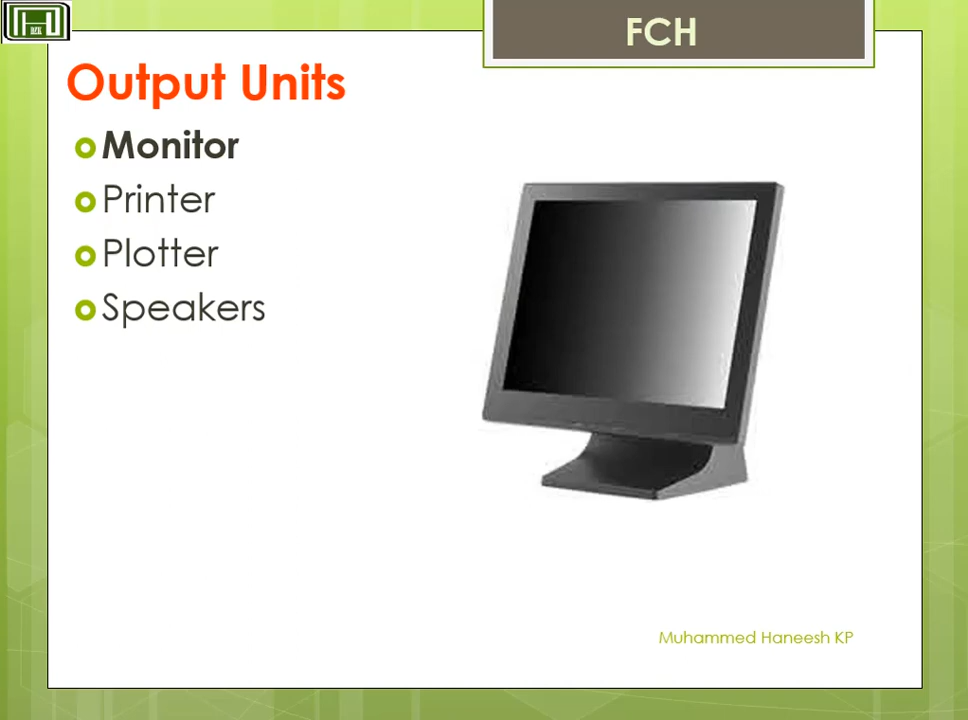 FCH
Output Units
Monitor
Printer
Plotter
Speakers
Muhammed Haneesh KP